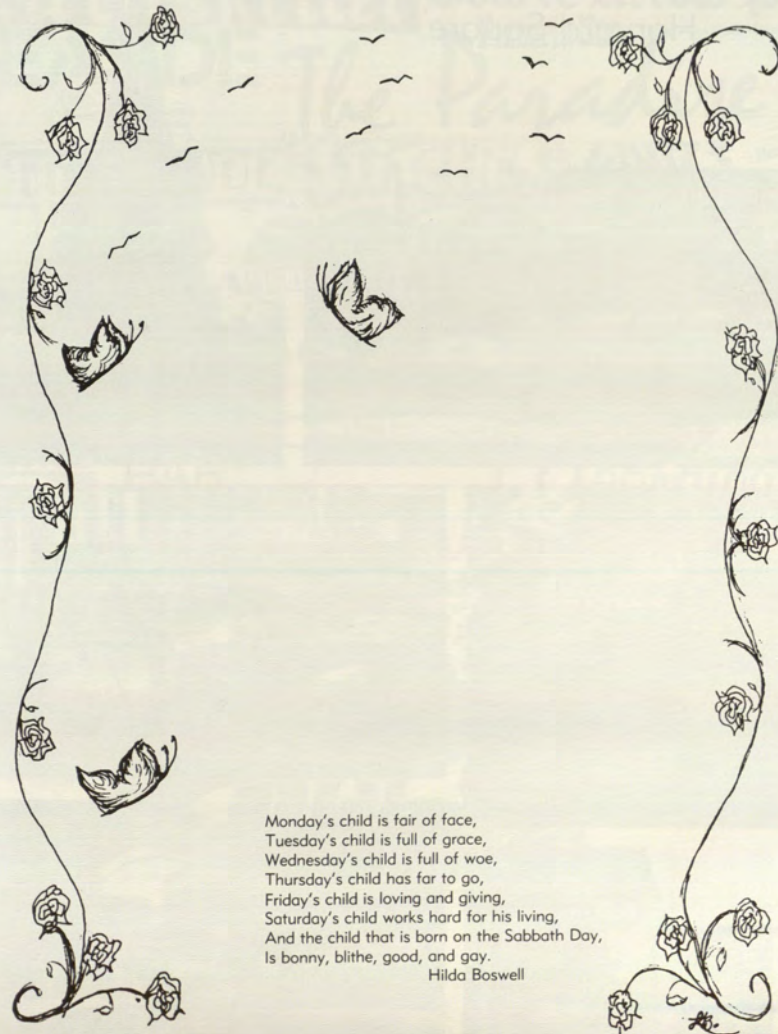 Monday's child is fair of face,
Tuesday's child is full of grace,
Wednesday's child is full of woe,
Thursday's child has far to go,
Friday's child is loving and giving,
Saturday's child works hard for his living,
And the child that is born on the Sabbath Day,
Is bonny, blithe, good, and gay.
Hilda Boswell